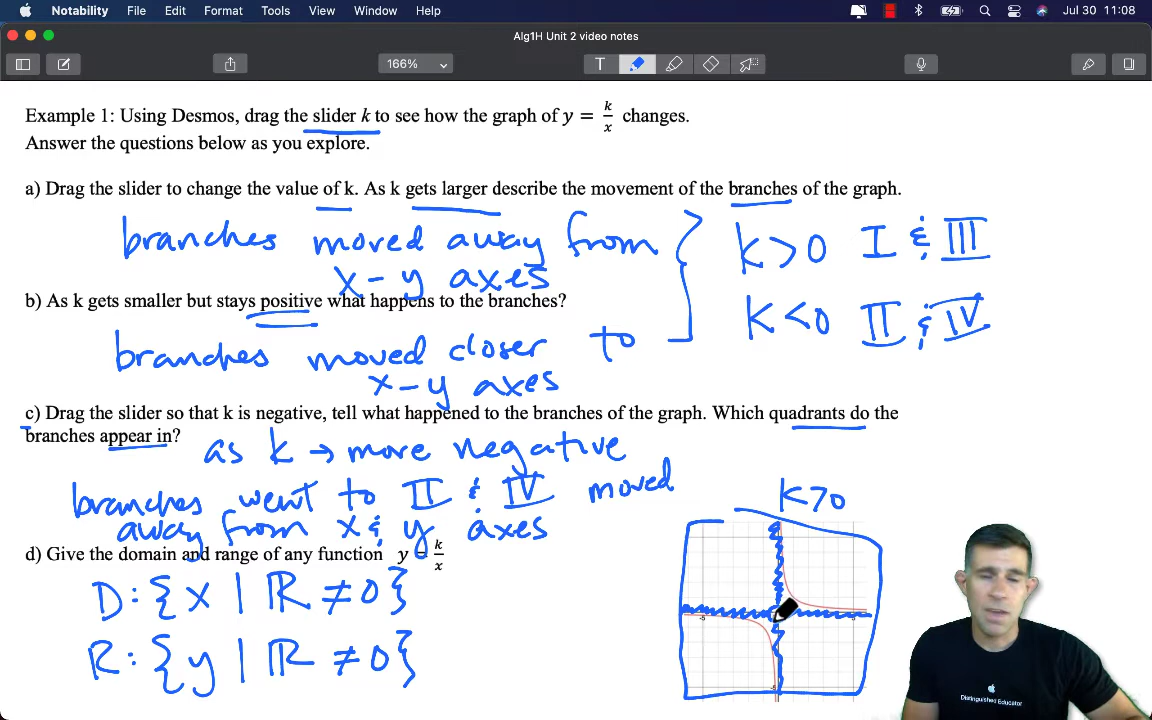 Notability File Edit Format Tools View Window Help Jul 30 11:08
Alg1H Unit 2 video notes
166% T
Example 1: Using Desmos, drag the slider k to see how the graph of y = k/x changes.
Answer the questions below as you explore.
a) Drag the slider to change the value of k. As k gets larger describe the movement of the branches of the graph.
branches moved away from
x-y axes
k>0 I & III
b) As k gets smaller but stays positive what happens to the branches?
k<0 II & IV
branches moved closer to
x-y axes
c) Drag the slider so that k is negative, tell what happened to the branches of the graph. Which quadrants do the
branches appear in?
as k → more negative
branches went to II & IV moved
away from x & y axes
k>0
d) Give the domain and range of any function y = k/x
D: {x | ℝ ≠ 0}
R: {y | ℝ ≠ 0}
-5
Distinguished Educator